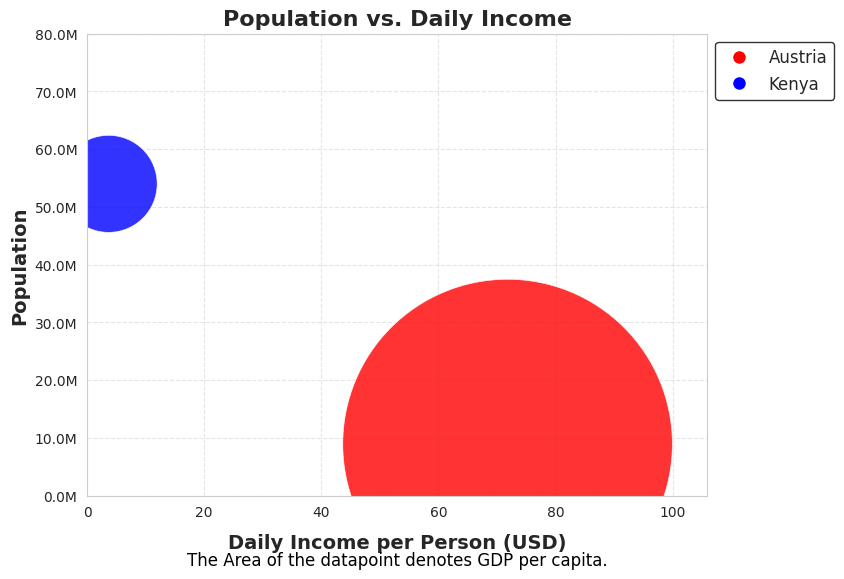 Population vs. Daily Income
Austria
Kenya
Population
80.0M
70.0M
60.0M
50.0M
40.0M
30.0M
20.0M
10.0M
0.0M
0 20 40 60 80 100
Daily Income per Person (USD)
The Area of the datapoint denotes GDP per capita.